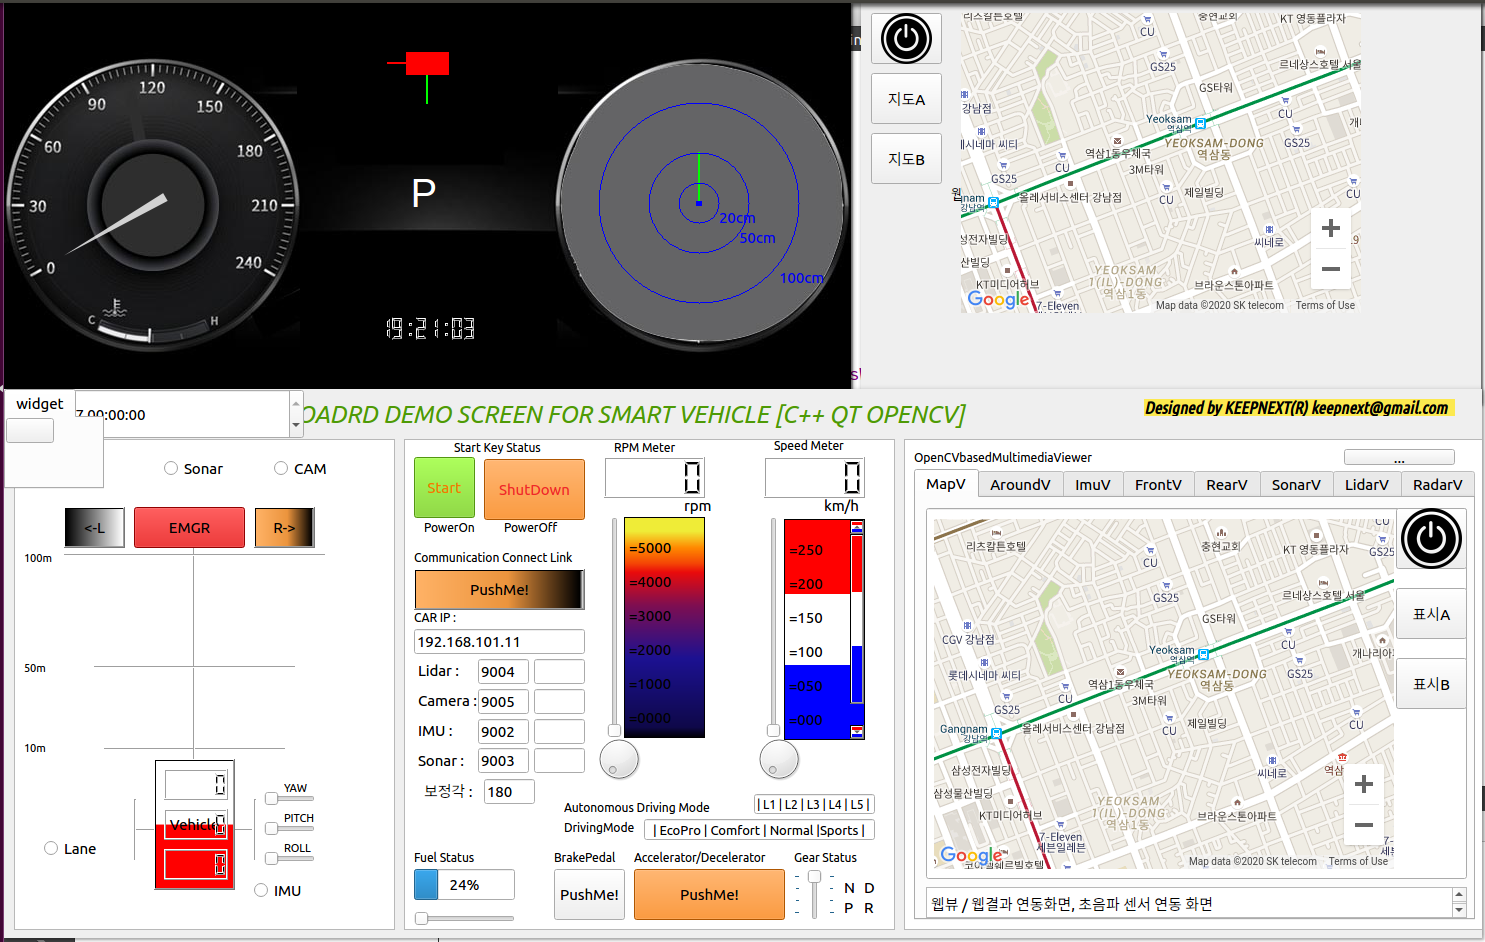 0
30
60
90
120
150
180
210
240
C
H
P
19:21:03
20cm
50cm
100cm
in
지도A
지도B
웹
리츠칼튼호텔
충현교회
KT 영동플라자
CU
GS25
르네상스호텔 서울
GS타워
강남점
CU
Yeoksam
역삼역
YEOKSAM-DONG
역삼동
GS25
데시네마 씨티
CU
역삼1동우체국
3M타워
GS25
CU
제일빌딩
CU
올레서비스센터 강남점
강남역
성전자빌딩
산빌딩
씨네로
KT미디어허브
YEOKSAM
1(IL)-DONG
역삼1동
브라운스톤아파트
+
−
Google
7-Eleven
Map data ©2020 SK telecom
Terms of Use
widget
7 00:00:00
OADRD DEMO SCREEN FOR SMART VEHICLE [C++ QT OPENCV]
Designed by KEEPNEXT(R) keepnext@gmail.com
Sonar
CAM
<-L
EMGR
R->
100m
50m
10m
0
Vehicle
0
0
YAW
PITCH
ROLL
Lane
IMU
Start Key Status
Start
ShutDown
PowerOn
PowerOff
Communication Connect Link
PushMe!
CAR IP :
192.168.101.11
Lidar :
9004
Camera :
9005
IMU :
9002
Sonar :
9003
보정각 :
180
RPM Meter
0
rpm
=5000
=4000
=3000
=2000
=1000
=0000
Speed Meter
0
km/h
=250
=200
=150
=100
=050
=000
Autonomous Driving Mode
| L1 | L2 | L3 | L4 | L5 |
DrivingMode
| EcoPro | Comfort | Normal |Sports |
Fuel Status
24%
BrakePedal
PushMe!
Accelerator/Decelerator
PushMe!
Gear Status
N D
P R
OpenCVbasedMultimediaViewer
...
MapV
AroundV
ImuV
FrontV
RearV
SonarV
LidarV
RadarV
표시A
표시B
리츠칼튼호텔
충현교회
KT 영동플라자
CU
GS25
CU
GS25
르네상스호텔 서울
GS타워
CGV 강남점
CU
개나리아
Yeoksam
역삼역
YEOKSAM-DONG
역삼동
GS25
롯데시네마 씨티
역삼1동우체국
GS25
CU
3M타워
CU
제일빌딩
CU
Gangnam
강남역
올레서비스센터 강남점
삼성전자빌딩
씨네로
역삼
삼성물산빌딩
KT미디어허브
YEOKSAM
1(IL)-DONG
역삼1동
브라운스톤아파트
+
−
7-Eleven
세븐일레븐
Google
Map data ©2020 SK telecom
Terms of Use
웹뷰 / 웹결과 연동화면, 초음파 센서 연동 화면